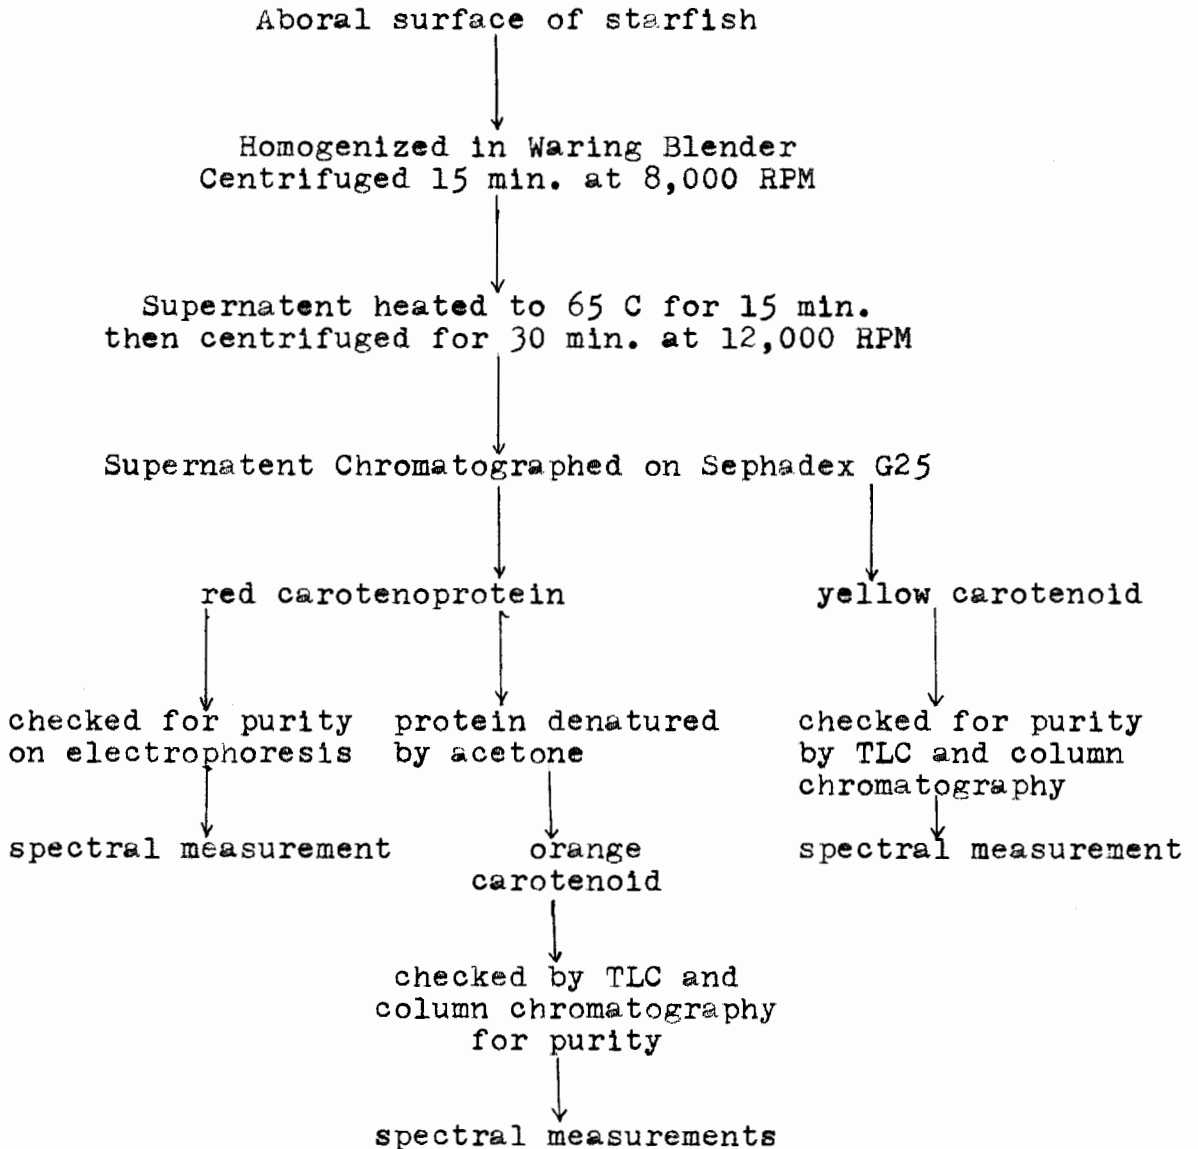 Aboral surface of starfish
Homogenized in Waring Blender
Centrifuged 15 min. at 8,000 RPM
Supernatent heated to 65 C for 15 min.
then centrifuged for 30 min. at 12,000 RPM
Supernatent Chromatographed on Sephadex G25
red carotenoprotein
yellow carotenoid
checked for purity
on electrophoresis
protein denatured
by acetone
checked for purity
by TLC and column
chromatography
spectral measurement
orange
carotenoid
spectral measurement
checked by TLC and
column chromatography
for purity
spectral measurements